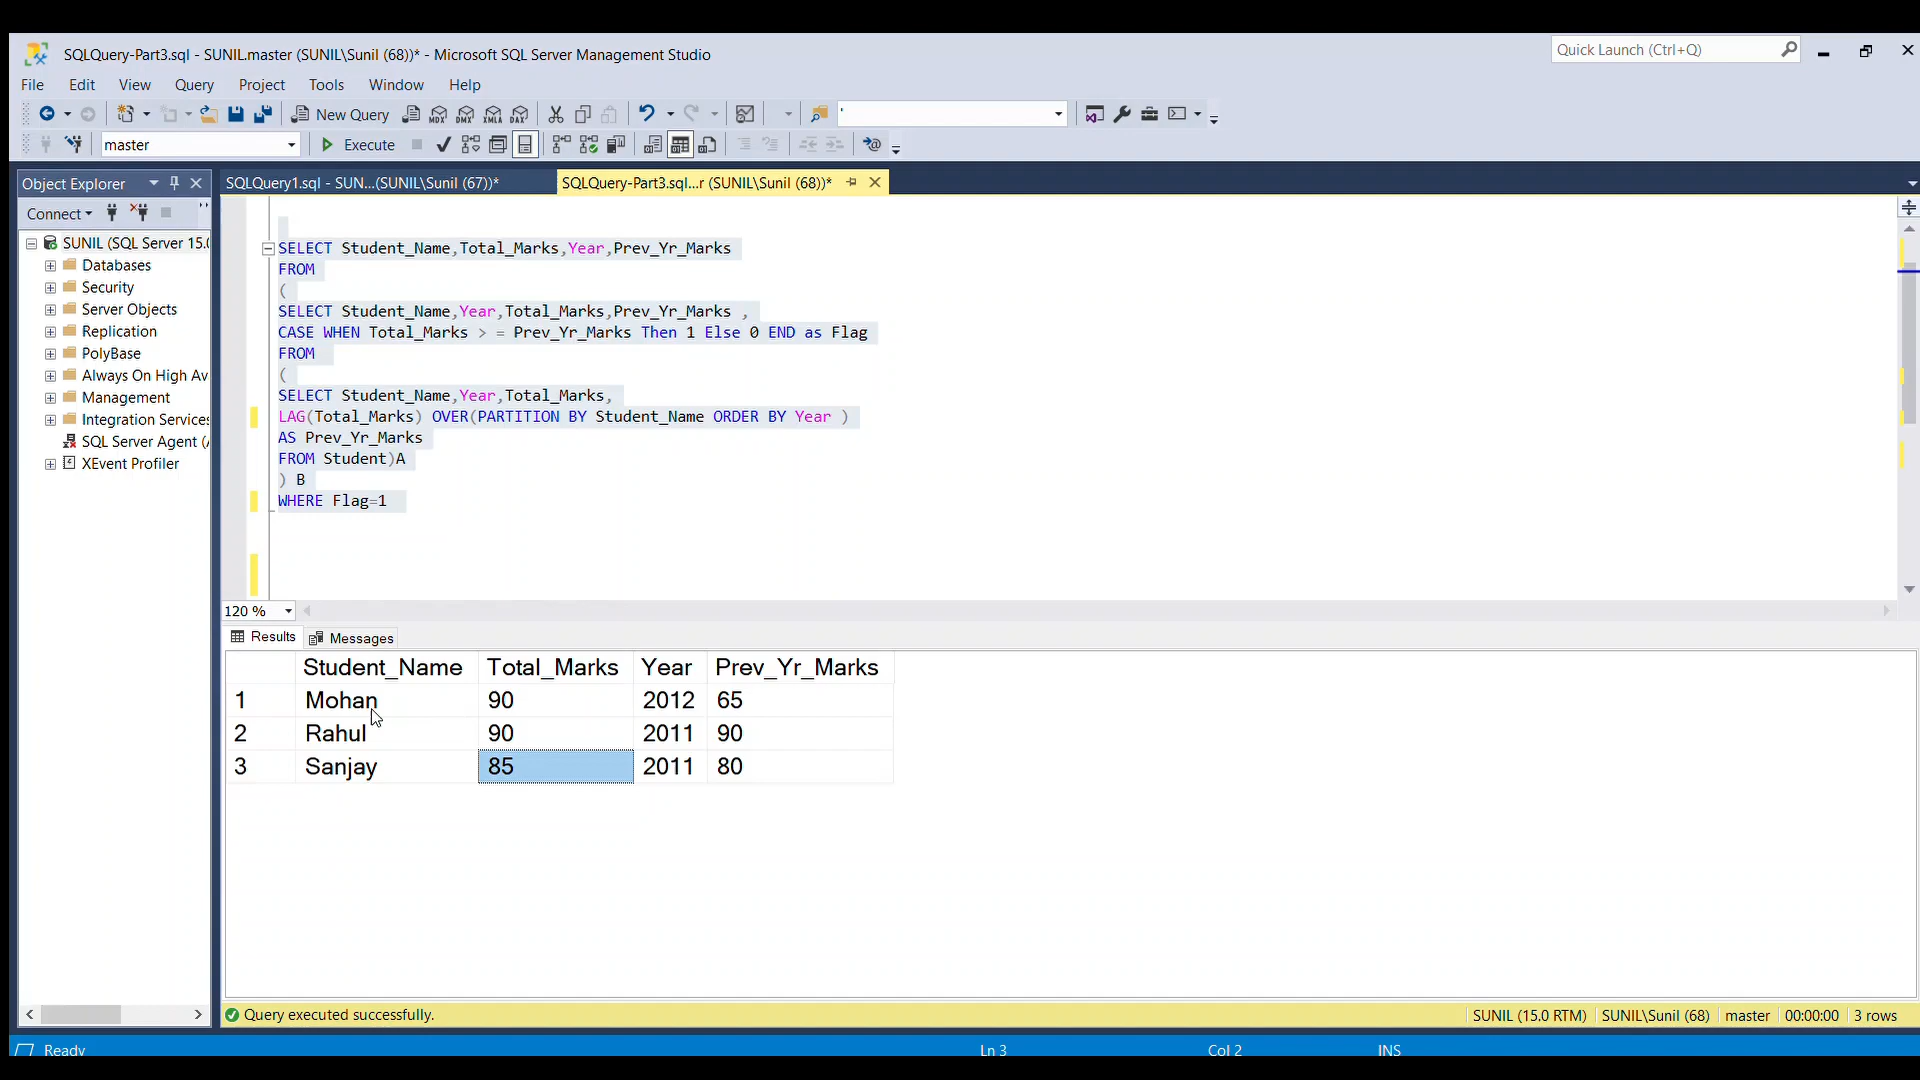 SQLQuery-Part3.sql - SUNIL.master (SUNIL\Sunil (68))* - Microsoft SQL Server Management Studio
Quick Launch (Ctrl+Q)
File Edit View Query Project Tools Window Help
New Query MDX DMX XMLA DAX '
master Execute
Object Explorer
SQLQuery1.sql - SUN...(SUNIL\Sunil (67))*
SQLQuery-Part3.sql...r (SUNIL\Sunil (68))*
Connect
SUNIL (SQL Server 15.0
Databases
Security
Server Objects
Replication
PolyBase
Always On High Av
Management
Integration Services
SQL Server Agent (
XEvent Profiler
SELECT Student_Name,Total_Marks,Year,Prev_Yr_Marks
FROM
(
SELECT Student_Name,Year,Total_Marks,Prev_Yr_Marks ,
CASE WHEN Total_Marks > = Prev_Yr_Marks Then 1 Else 0 END as Flag
FROM
(
SELECT Student_Name,Year,Total_Marks,
LAG(Total_Marks) OVER(PARTITION BY Student_Name ORDER BY Year )
AS Prev_Yr_Marks
FROM Student)A
) B
WHERE Flag=1
120 %
Results Messages
Student_Name Total_Marks Year Prev_Yr_Marks
1 Mohan 90 2012 65
2 Rahul 90 2011 90
3 Sanjay 85 2011 80
Query executed successfully.
SUNIL (15.0 RTM) SUNIL\Sunil (68) master 00:00:00 3 rows
Ready Ln 3 Col 2 INS